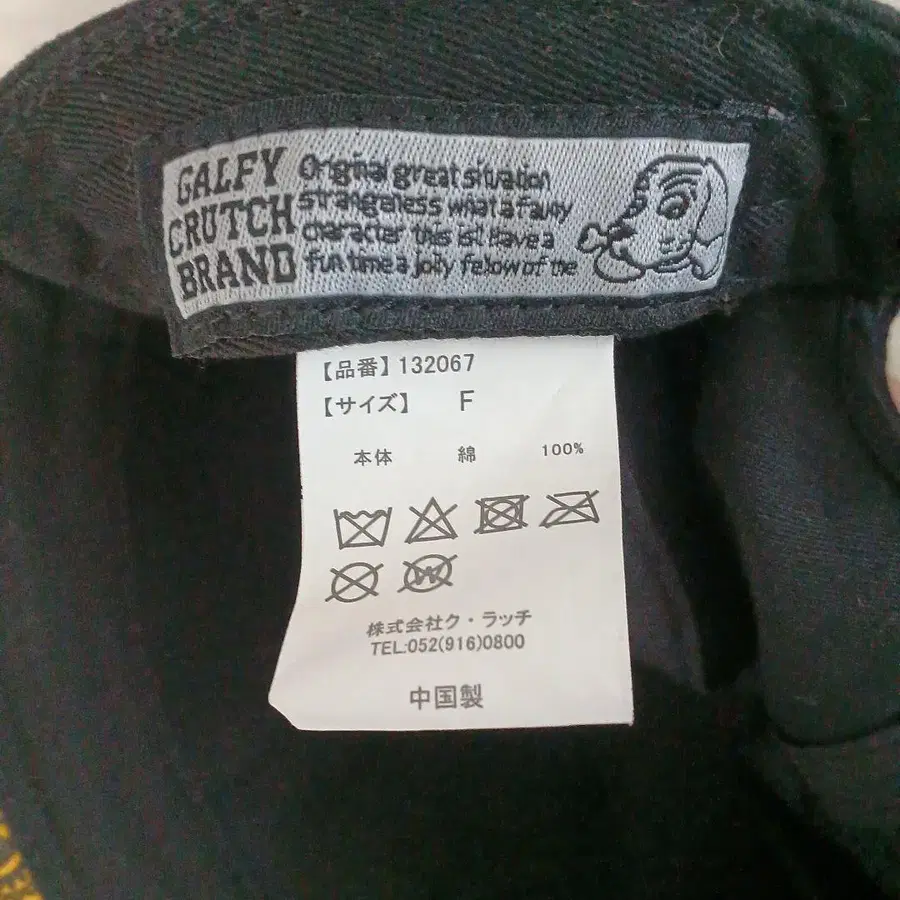 GALFY
CRUTCH
BRAND
Original great situation
strangeness what a fakky
character this is! Have a
fun time a jolly fellow of the
【品番】132067
【サイズ】 F
本体 綿 100%
W
株式会社ク・ラッチ
TEL:052(916)0800
中国製